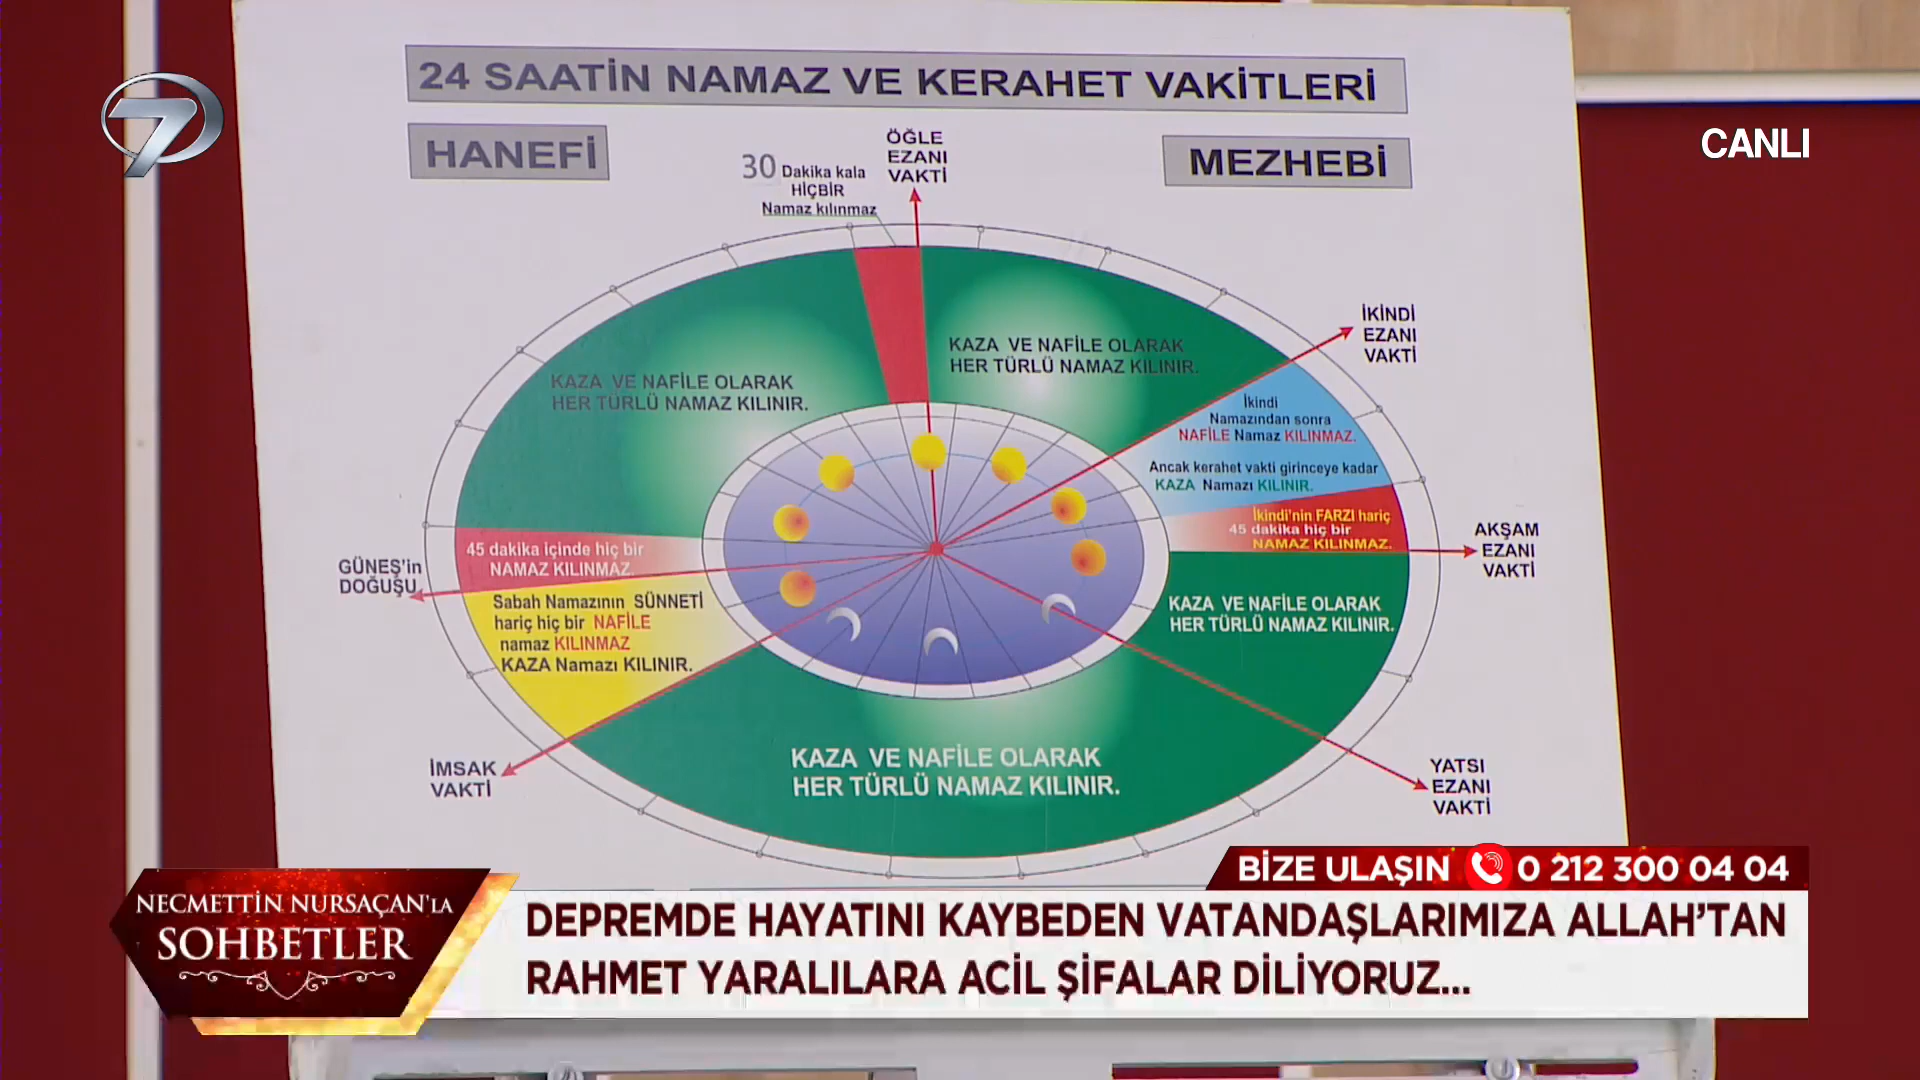 24 SAATİN NAMAZ VE KERAHET VAKİTLERİ
HANEFİ
MEZHEBİ
7
CANLI
ÖĞLE
EZANI
VAKTİ
30 Dakika kala
HİÇBİR
Namaz kılınmaz
İKİNDİ
EZANI
VAKTİ
KAZA VE NAFİLE OLARAK
HER TÜRLÜ NAMAZ KILINIR.
KAZA VE NAFİLE OLARAK
HER TÜRLÜ NAMAZ KILINIR.
İkindi
Namazından sonra
NAFİLE Namaz KILINMAZ.
Ancak kerahet vakti girinceye kadar
KAZA Namazı KILINIR.
İkindi'nin FARZI hariç
45 dakika hiç bir
NAMAZ KILINMAZ.
AKŞAM
EZANI
VAKTİ
45 dakika içinde hiç bir
NAMAZ KILINMAZ.
GÜNEŞ'in
DOĞUŞU
Sabah Namazının SÜNNETİ
hariç hiç bir NAFİLE
namaz KILINMAZ
KAZA Namazı KILINIR.
KAZA VE NAFİLE OLARAK
HER TÜRLÜ NAMAZ KILINIR.
İMSAK
VAKTİ
KAZA VE NAFİLE OLARAK
HER TÜRLÜ NAMAZ KILINIR.
YATSI
EZANI
VAKTİ
BİZE ULAŞIN 0 212 300 04 04
NECMETTİN NURSAÇAN'LA
SOHBETLER
DEPREMDE HAYATINI KAYBEDEN VATANDAŞLARIMIZA ALLAH'TAN
RAHMET YARALILARA ACİL ŞİFALAR DİLİYORUZ...